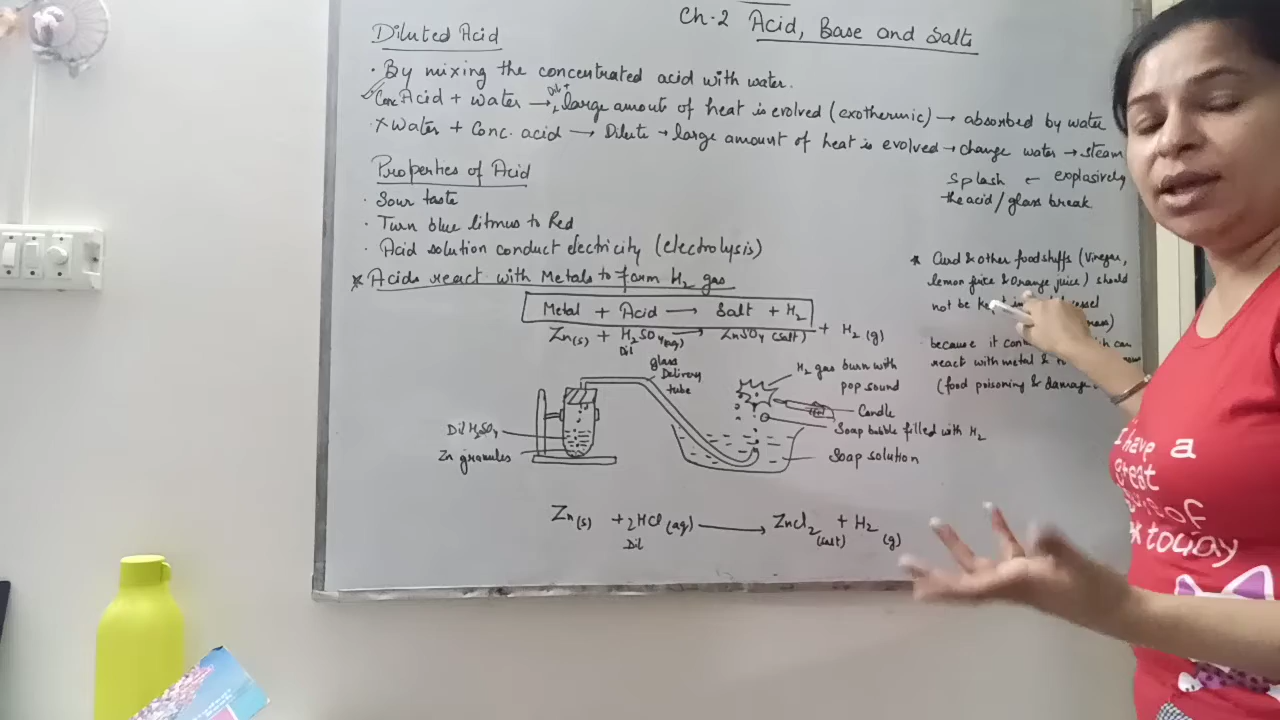 Ch-2 Acid, Base and Salts
Diluted Acid
· By mixing the concentrated acid with water.
Conc Acid + Water → Dil + large amount of heat is evolved (exothermic) → absorbed by water
· X Water + Conc. acid → Dilute → large amount of heat is evolved → change water → steam
Splash ← explasively
the acid / glass break
Properties of Acid
· Sour taste
· Turn blue litmus to Red
· Acid solution conduct electricity (electrolysis)
* Acids react with Metals to form H2 gas
Metal + Acid → Salt + H2
Zn(s) + H2SO4(aq) → ZnSO4 (salt) + H2 (g)
Dil
glass
Delivery
tube
H2 gas burn with
pop sound
Candle
Soap bubble filled with H2
Soap solution
Dil H2SO4
Zn granules
Zn(s) + 2HCl (aq) → ZnCl2 + H2
Dil (salt) (g)
* Curd & other foodstuffs (Vinegar,
lemon juice & Orange juice) should
not be
because it
react with metal &
(food poisoning & damage
I have a
great
of
today